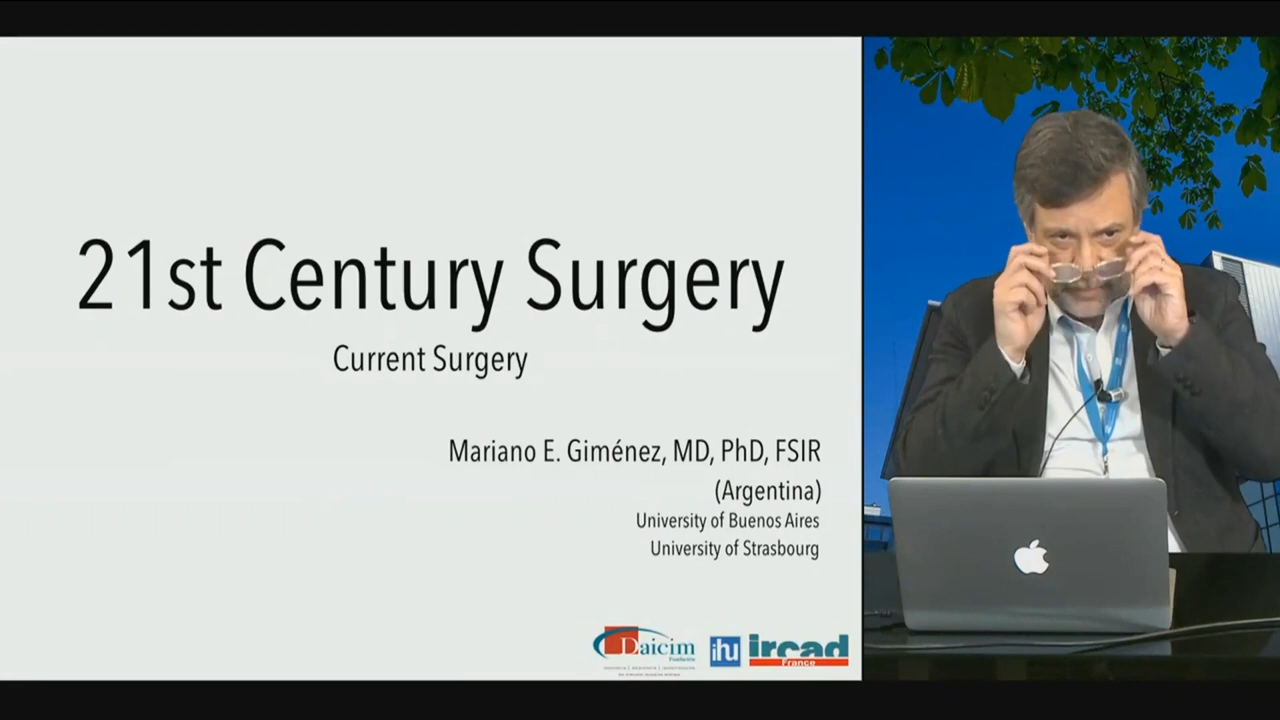 21st Century Surgery
Current Surgery
Mariano E. Giménez, MD, PhD, FSIR
(Argentina)
University of Buenos Aires
University of Strasbourg
Daicim
Fundación
ihu
ircad
France